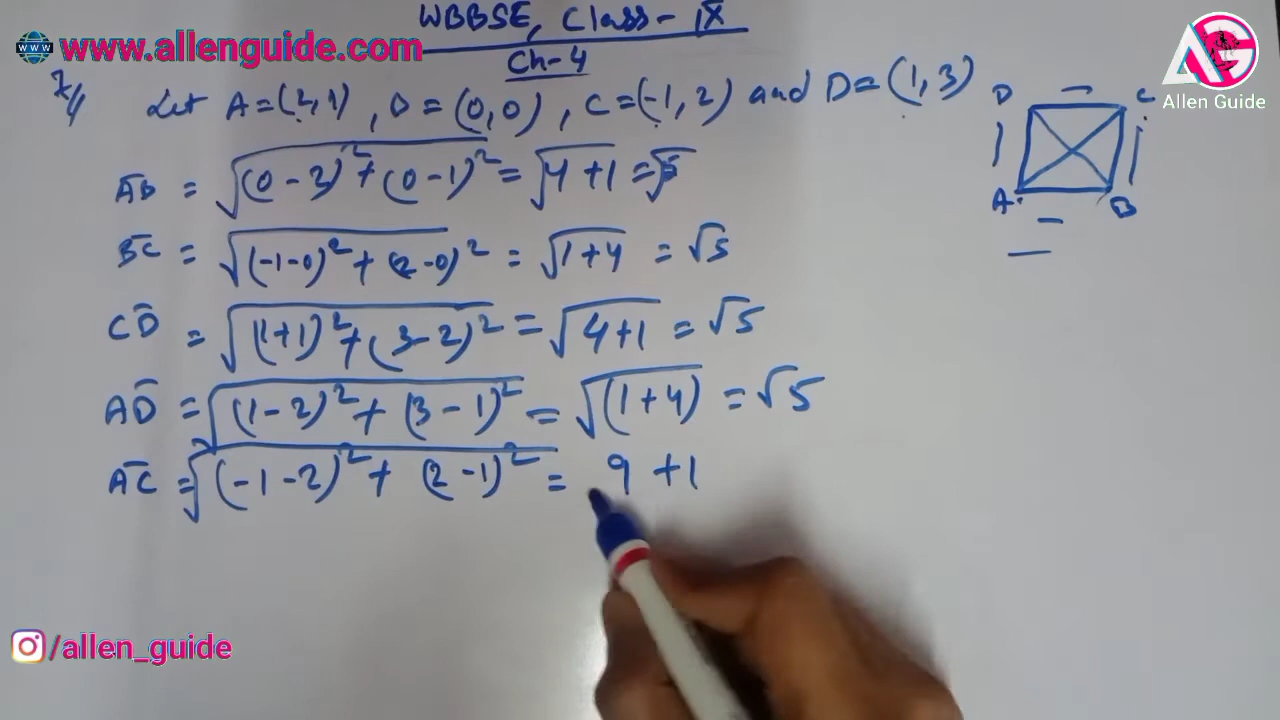 WBBSE, Class - IX
www.allenguide.com
Ch-4
AG
Allen Guide
7/ Let A = (2,1), B = (0,0), C = (-1,2) and D = (1,3)
D C
A B
AB = √(0-2)² + (0-1)² = √4+1 = √5
BC = √(-1-0)² + (2-0)² = √1+4 = √5
CD = √(1+1)² + (3-2)² = √4+1 = √5
AD = √(1-2)² + (3-1)² = √(1+4) = √5
AC = √(-1-2)² + (2-1)² = 9+1
/allen_guide